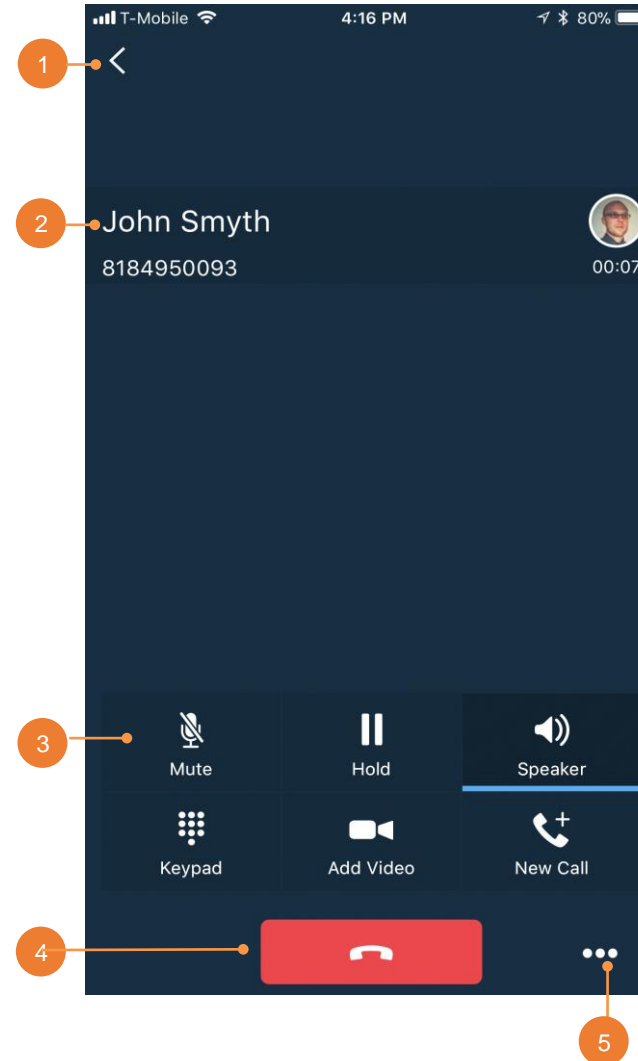 T-Mobile 4:16 PM 80%
1
2 John Smyth
8184950093 00:07
3
Mute Hold Speaker
Keypad Add Video New Call
4
5